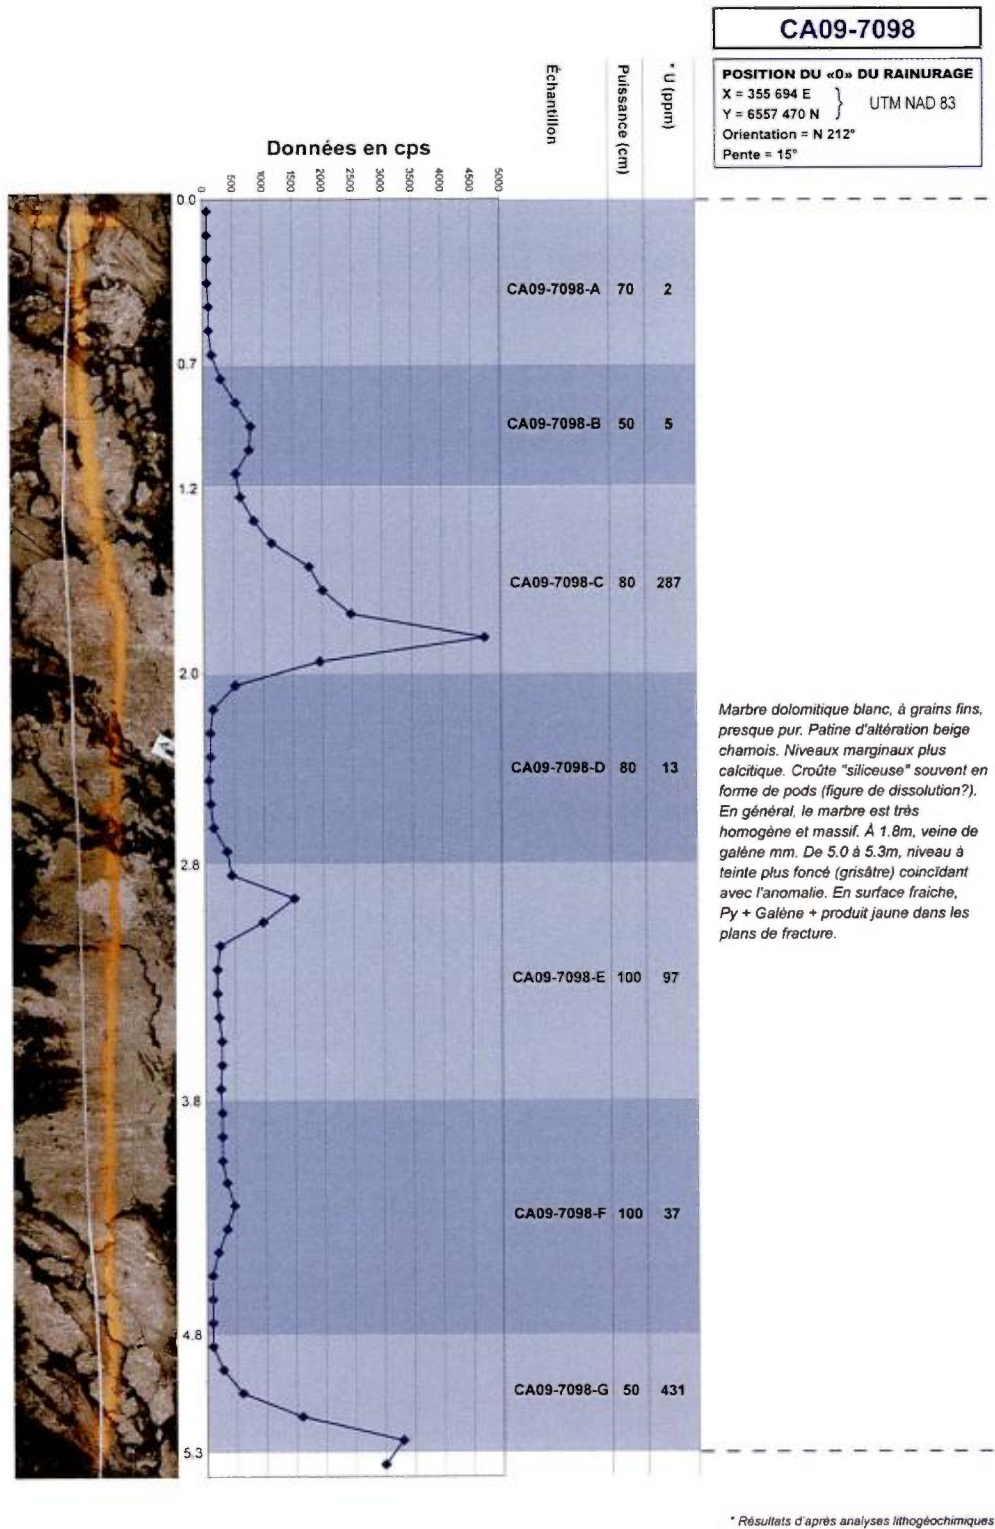 CA09-7098
POSITION DU «0» DU RAINURAGE
X = 355 694 E
Y = 6557 470 N
UTM NAD 83
Orientation = N 212°
Pente = 15°
Échantillon
Puissance (cm)
* U (ppm)
Données en cps
0
500
1000
1500
2000
2500
3000
3500
4000
4500
5000
0.0
CA09-7098-A 70 2
0.7
CA09-7098-B 50 5
1.2
CA09-7098-C 80 287
2.0
CA09-7098-D 80 13
2.8
CA09-7098-E 100 97
3.8
CA09-7098-F 100 37
4.8
CA09-7098-G 50 431
5.3
Marbre dolomitique blanc, à grains fins,
presque pur. Patine d'altération beige
chamois. Niveaux marginaux plus
calcitique. Croûte "siliceuse" souvent en
forme de pods (figure de dissolution?).
En général, le marbre est très
homogène et massif. À 1.8m, veine de
galène mm. De 5.0 à 5.3m, niveau à
teinte plus foncé (grisâtre) coïncidant
avec l'anomalie. En surface fraiche,
Py + Galène + produit jaune dans les
plans de fracture.
* Résultats d'après analyses lithogéochimiques